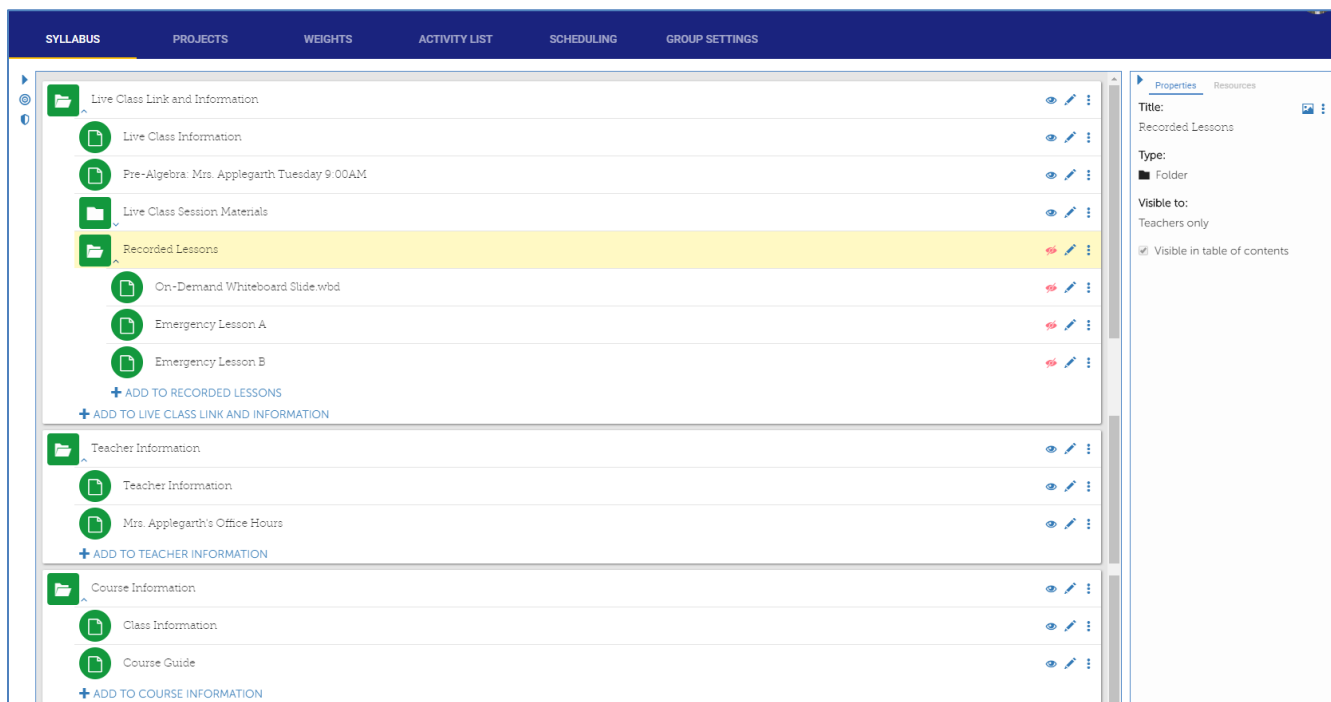 SYLLABUS PROJECTS WEIGHTS ACTIVITY LIST SCHEDULING GROUP SETTINGS
Live Class Link and Information
Live Class Information
Pre-Algebra: Mrs. Applegarth Tuesday 9:00AM
Live Class Session Materials
Recorded Lessons
On-Demand Whiteboard Slide.wbd
Emergency Lesson A
Emergency Lesson B
ADD TO RECORDED LESSONS
ADD TO LIVE CLASS LINK AND INFORMATION
Teacher Information
Teacher Information
Mrs. Applegarth's Office Hours
ADD TO TEACHER INFORMATION
Course Information
Class Information
Course Guide
ADD TO COURSE INFORMATION
Properties Resources
Title:
Recorded Lessons
Type:
Folder
Visible to:
Teachers only
Visible in table of contents